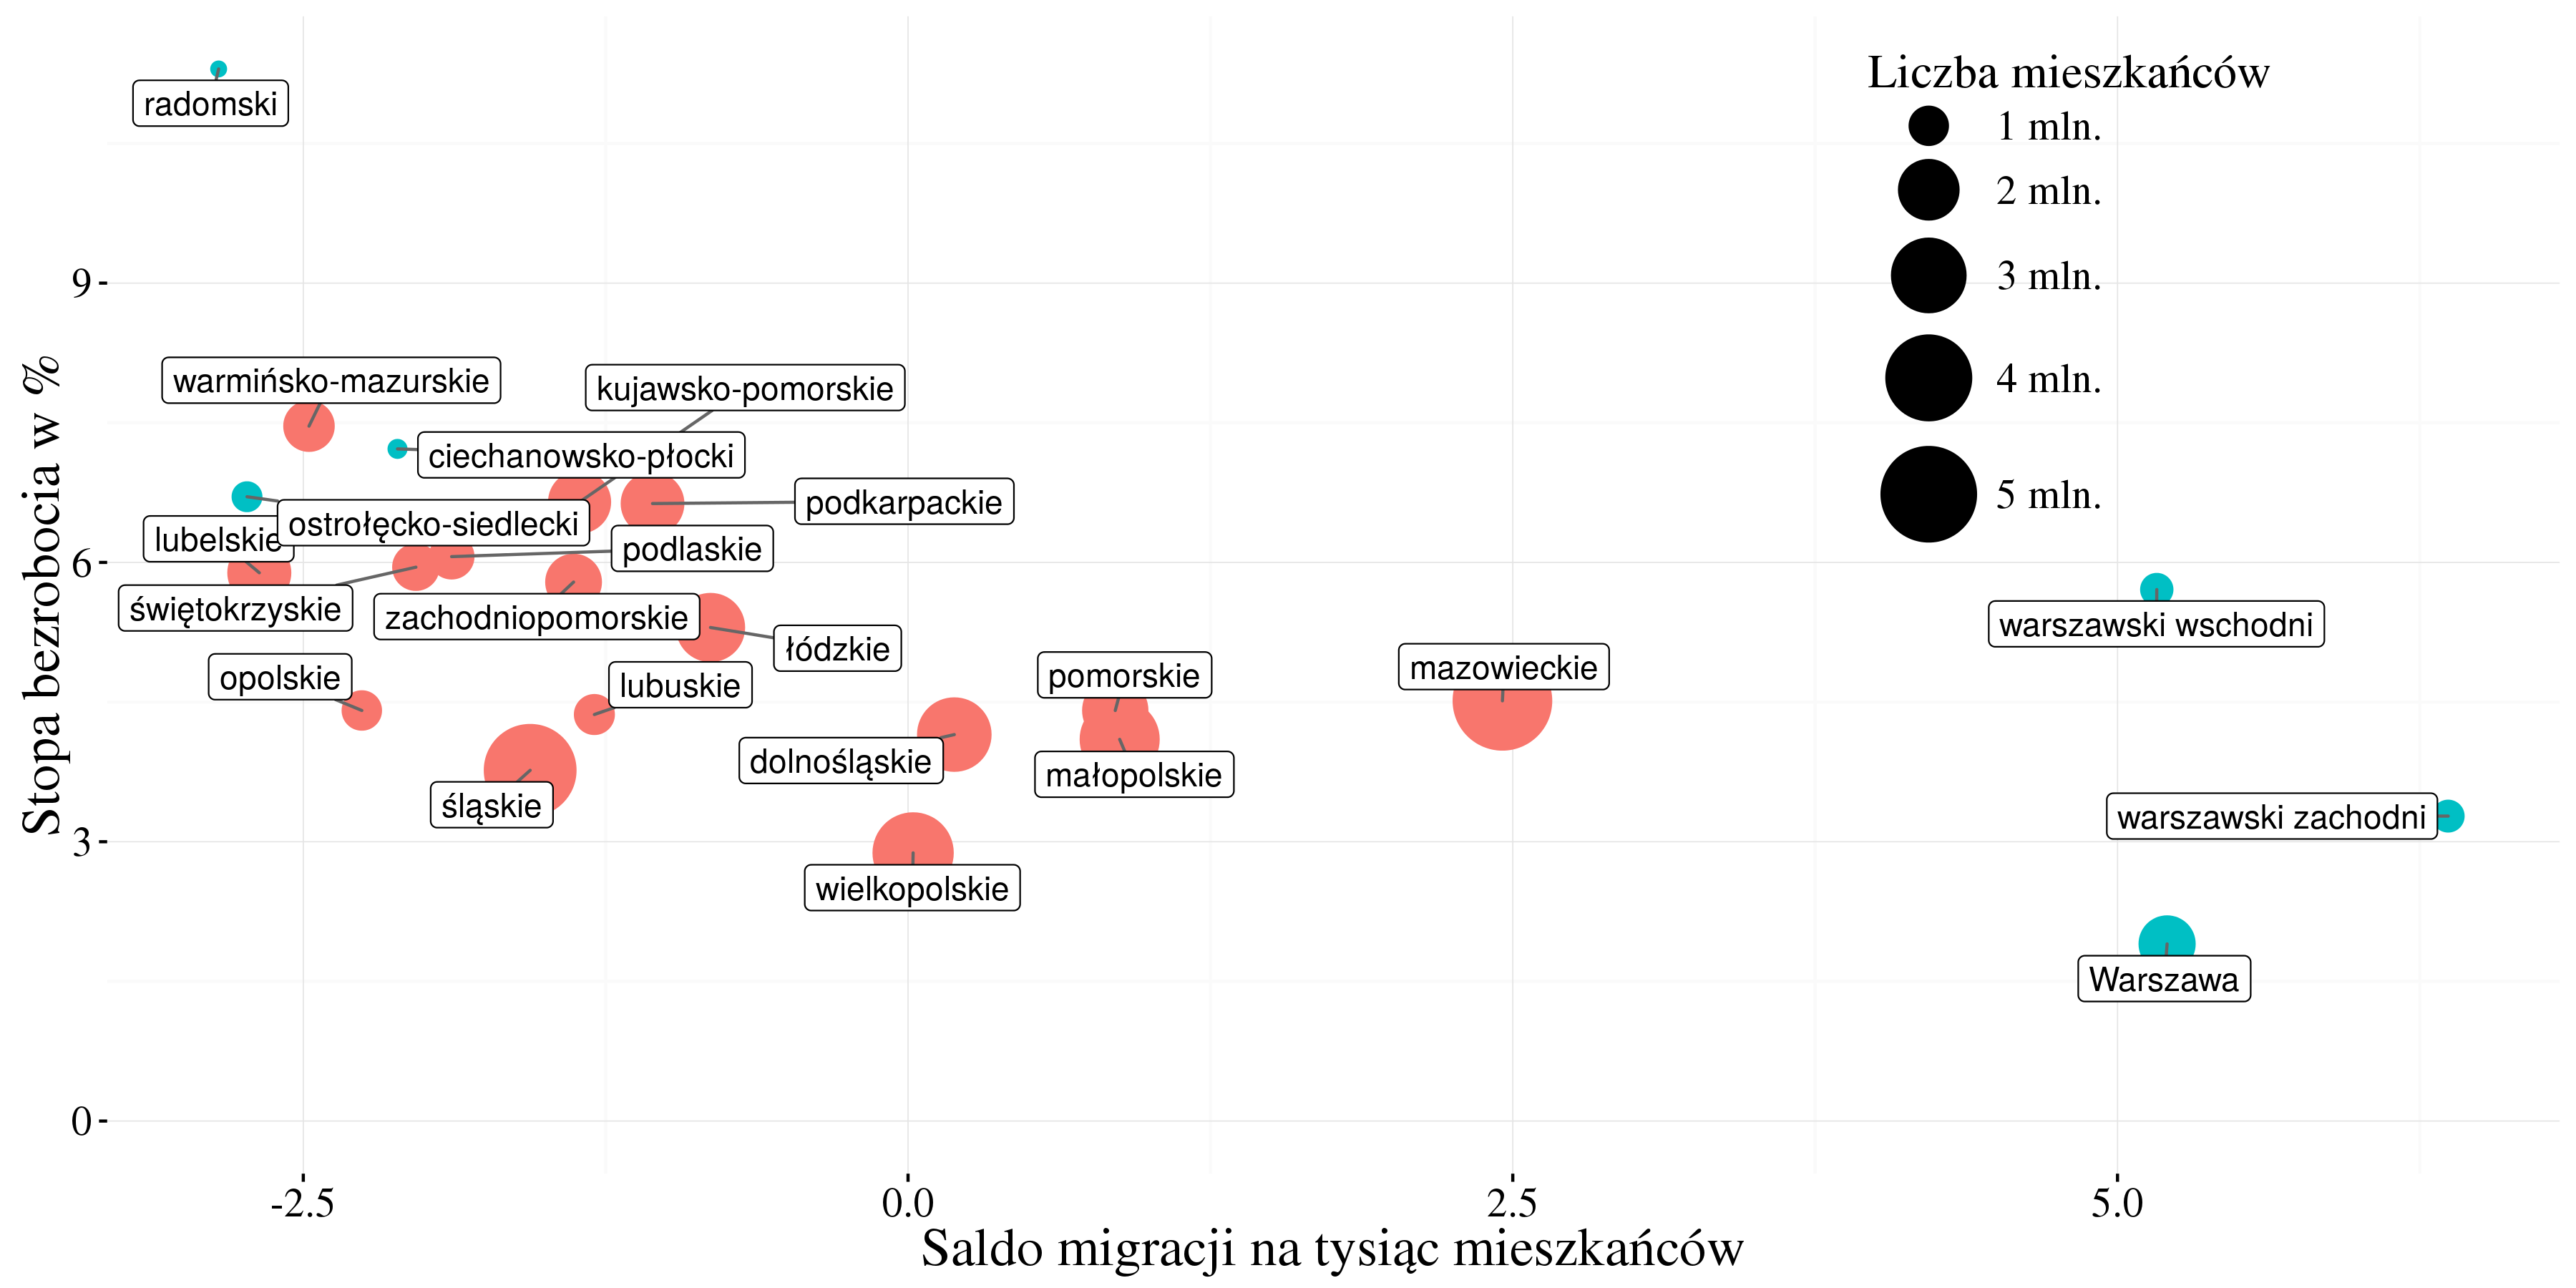 Liczba mieszkańców
1 mln.
2 mln.
3 mln.
4 mln.
5 mln.
radomski
warmińsko-mazurskie
kujawsko-pomorskie
ciechanowsko-płocki
podkarpackie
ostrołęcko-siedlecki
lubelskie
podlaskie
świętokrzyskie
zachodniopomorskie
łódzkie
opolskie
lubuskie
pomorskie
mazowieckie
warszawski wschodni
dolnośląskie
małopolskie
śląskie
warszawski zachodni
wielkopolskie
Warszawa
Stopa bezrobocia w %
9
6
3
0
-2.5
0.0
2.5
5.0
Saldo migracji na tysiąc mieszkańców